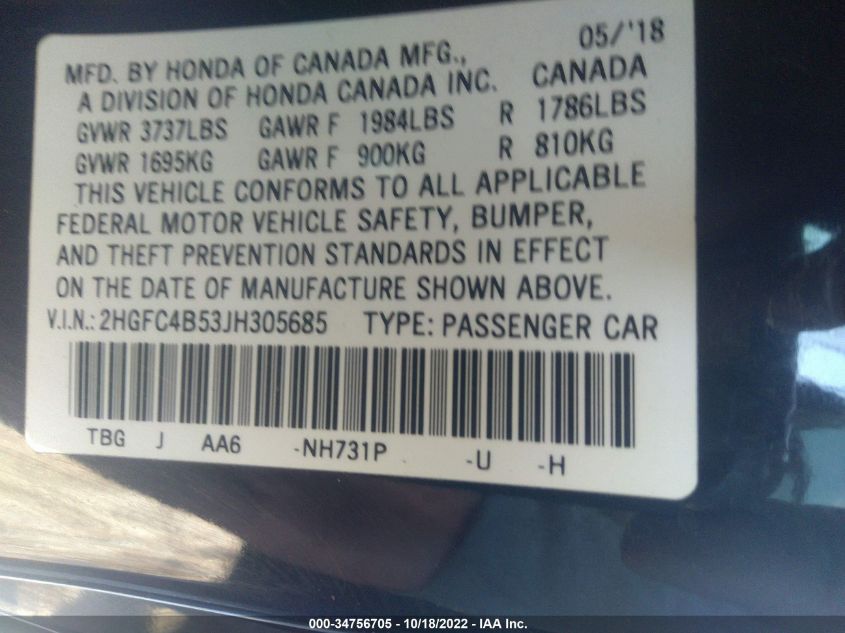 05/'18
MFD. BY HONDA OF CANADA MFG.,
A DIVISION OF HONDA CANADA INC. CANADA
GVWR 3737LBS GAWR F 1984LBS R 1786LBS
GVWR 1695KG GAWR F 900KG R 810KG
THIS VEHICLE CONFORMS TO ALL APPLICABLE
FEDERAL MOTOR VEHICLE SAFETY, BUMPER,
AND THEFT PREVENTION STANDARDS IN EFFECT
ON THE DATE OF MANUFACTURE SHOWN ABOVE.
V.I.N.: 2HGFC4B53JH305685 TYPE: PASSENGER CAR
TBG J AA6 -NH731P -U -H
000-34756705 - 10/18/2022 - IAA Inc.